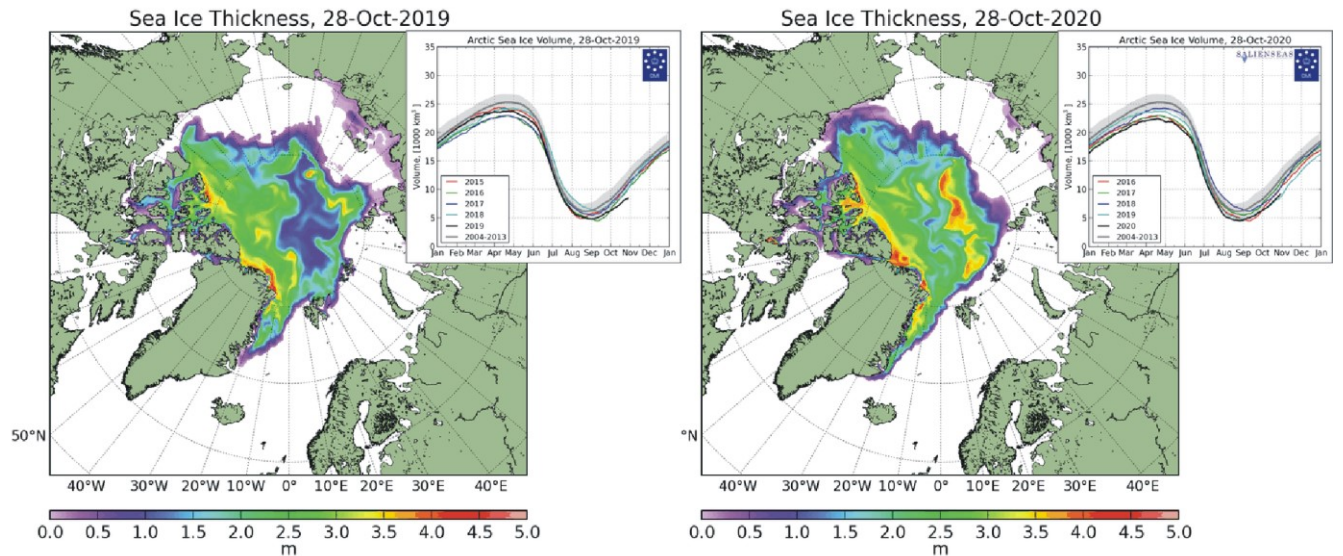 Sea Ice Thickness, 28-Oct-2019
Arctic Sea Ice Volume, 28-Oct-2019
DMI
Volume, [1000 km³]
35
30
25
20
15
10
5
0
2015
2016
2017
2018
2019
2004-2013
Jan Feb Mar Apr May Jun Jul Aug Sep Oct Nov Dec Jan
50°N
40°W 30°W 20°W 10°W 0° 10°E 20°E 30°E 40°E
0.0 0.5 1.0 1.5 2.0 2.5 3.0 3.5 4.0 4.5 5.0
m
Sea Ice Thickness, 28-Oct-2020
Arctic Sea Ice Volume, 28-Oct-2020
SALIENSEAS
DMI
Volume, [1000 km³]
35
30
25
20
15
10
5
0
2016
2017
2018
2019
2020
2004-2013
Jan Feb Mar Apr May Jun Jul Aug Sep Oct Nov Dec Jan
°N
40°W 30°W 20°W 10°W 0° 10°E 20°E 30°E 40°E
0.0 0.5 1.0 1.5 2.0 2.5 3.0 3.5 4.0 4.5 5.0
m